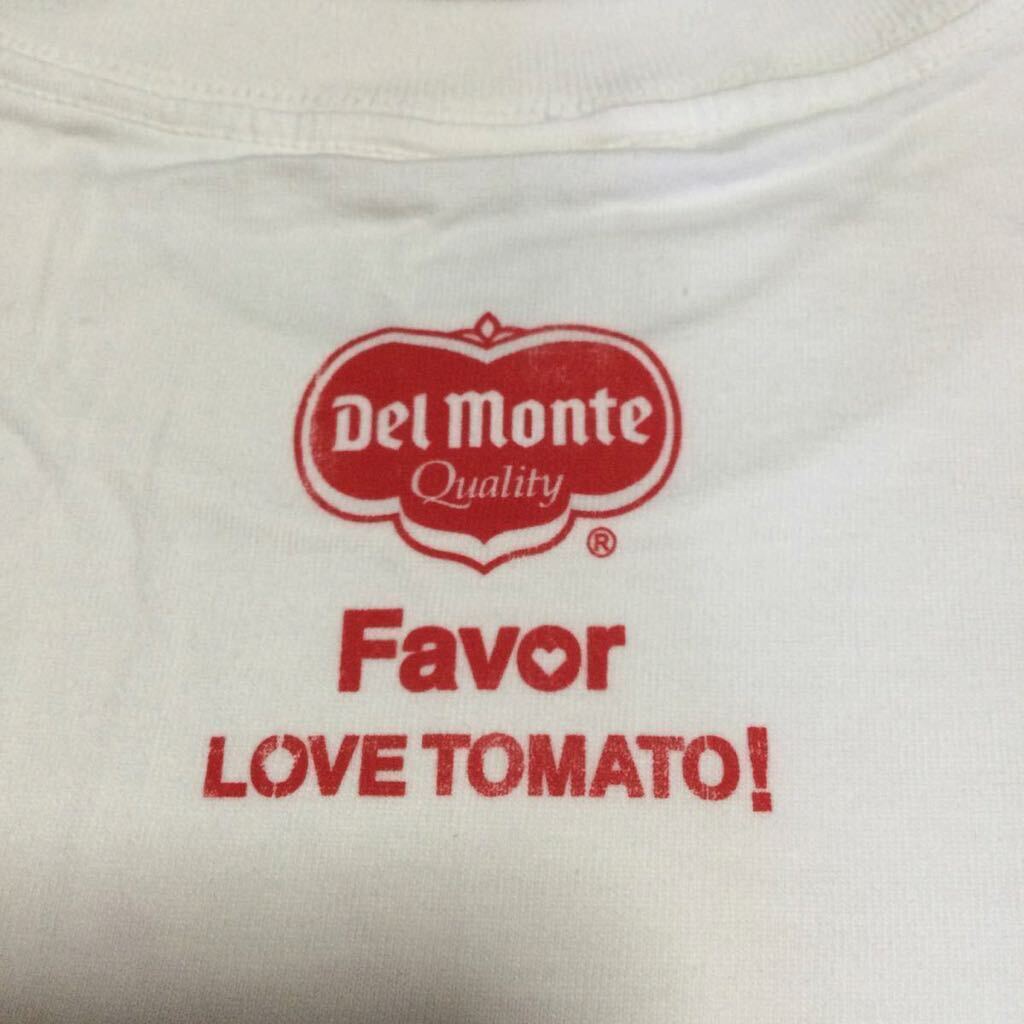 Del Monte
Quality
®
Favor
LOVE TOMATO!